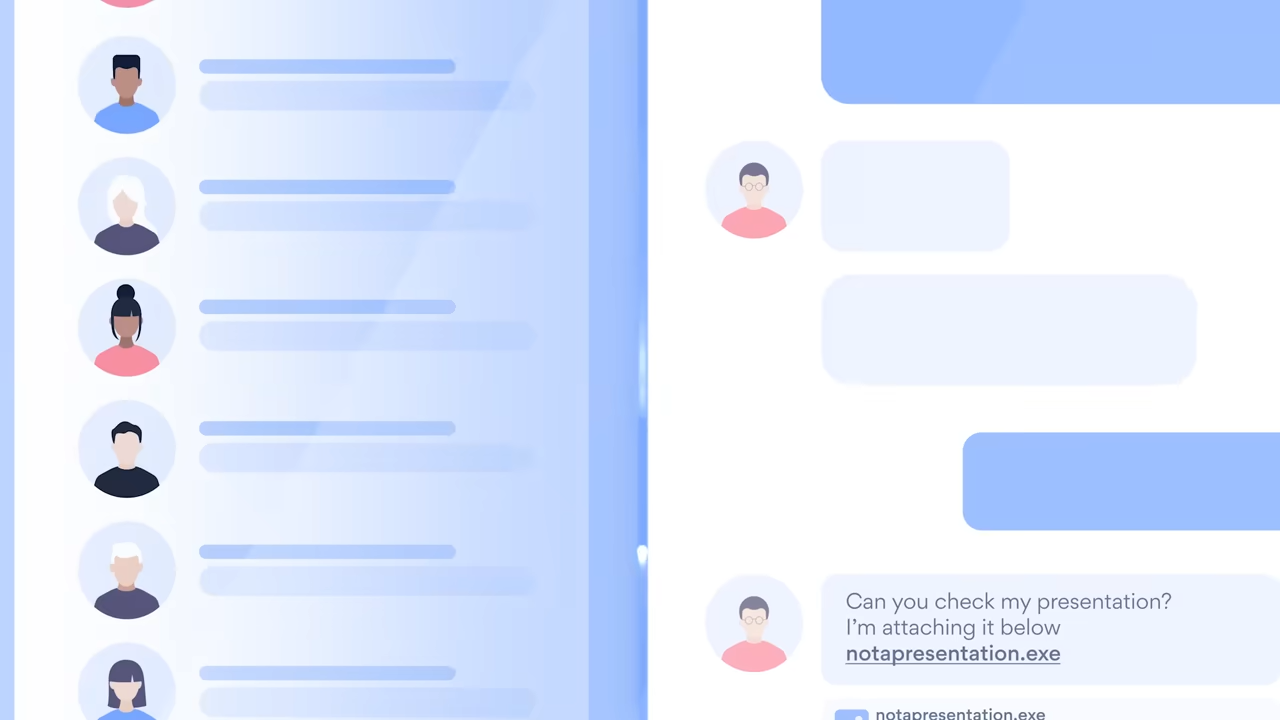 Can you check my presentation?
I'm attaching it below
notapresentation.exe
notapresentation.exe